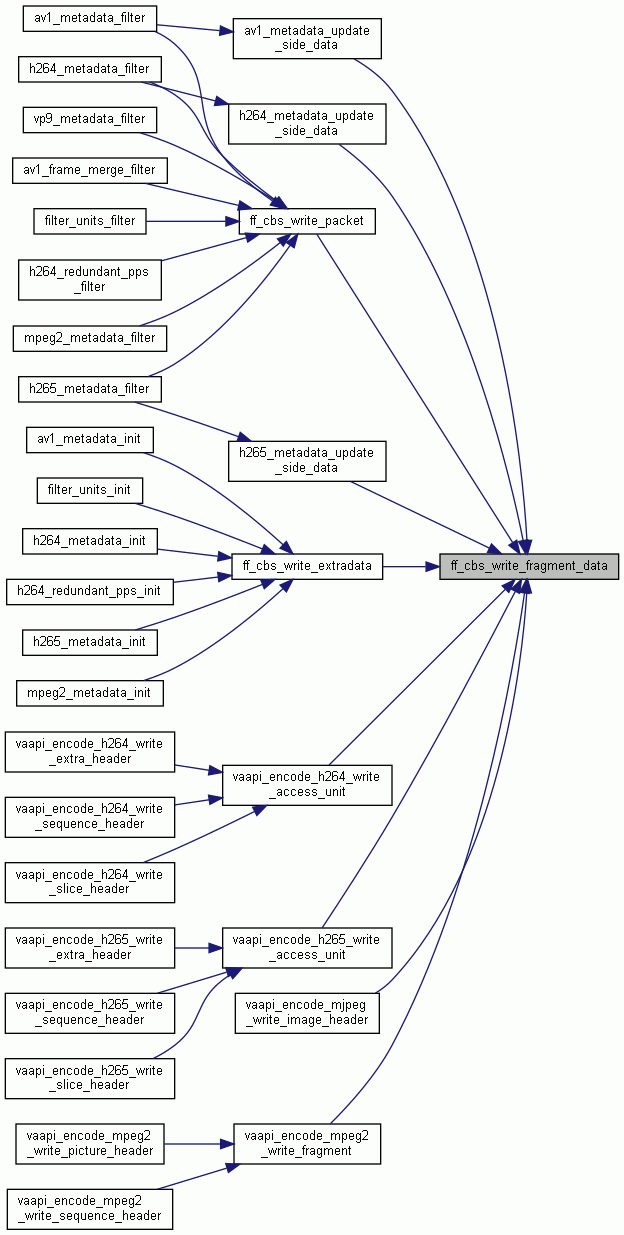 av1_metadata_filter
av1_metadata_update
_side_data
h264_metadata_filter
h264_metadata_update
_side_data
vp9_metadata_filter
av1_frame_merge_filter
filter_units_filter
ff_cbs_write_packet
h264_redundant_pps
_filter
mpeg2_metadata_filter
h265_metadata_filter
av1_metadata_init
h265_metadata_update
_side_data
filter_units_init
h264_metadata_init
ff_cbs_write_extradata
ff_cbs_write_fragment_data
h264_redundant_pps_init
h265_metadata_init
mpeg2_metadata_init
vaapi_encode_h264_write
_extra_header
vaapi_encode_h264_write
_access_unit
vaapi_encode_h264_write
_sequence_header
vaapi_encode_h264_write
_slice_header
vaapi_encode_h265_write
_extra_header
vaapi_encode_h265_write
_access_unit
vaapi_encode_h265_write
_sequence_header
vaapi_encode_mjpeg
_write_image_header
vaapi_encode_h265_write
_slice_header
vaapi_encode_mpeg2
_write_picture_header
vaapi_encode_mpeg2
_write_fragment
vaapi_encode_mpeg2
_write_sequence_header